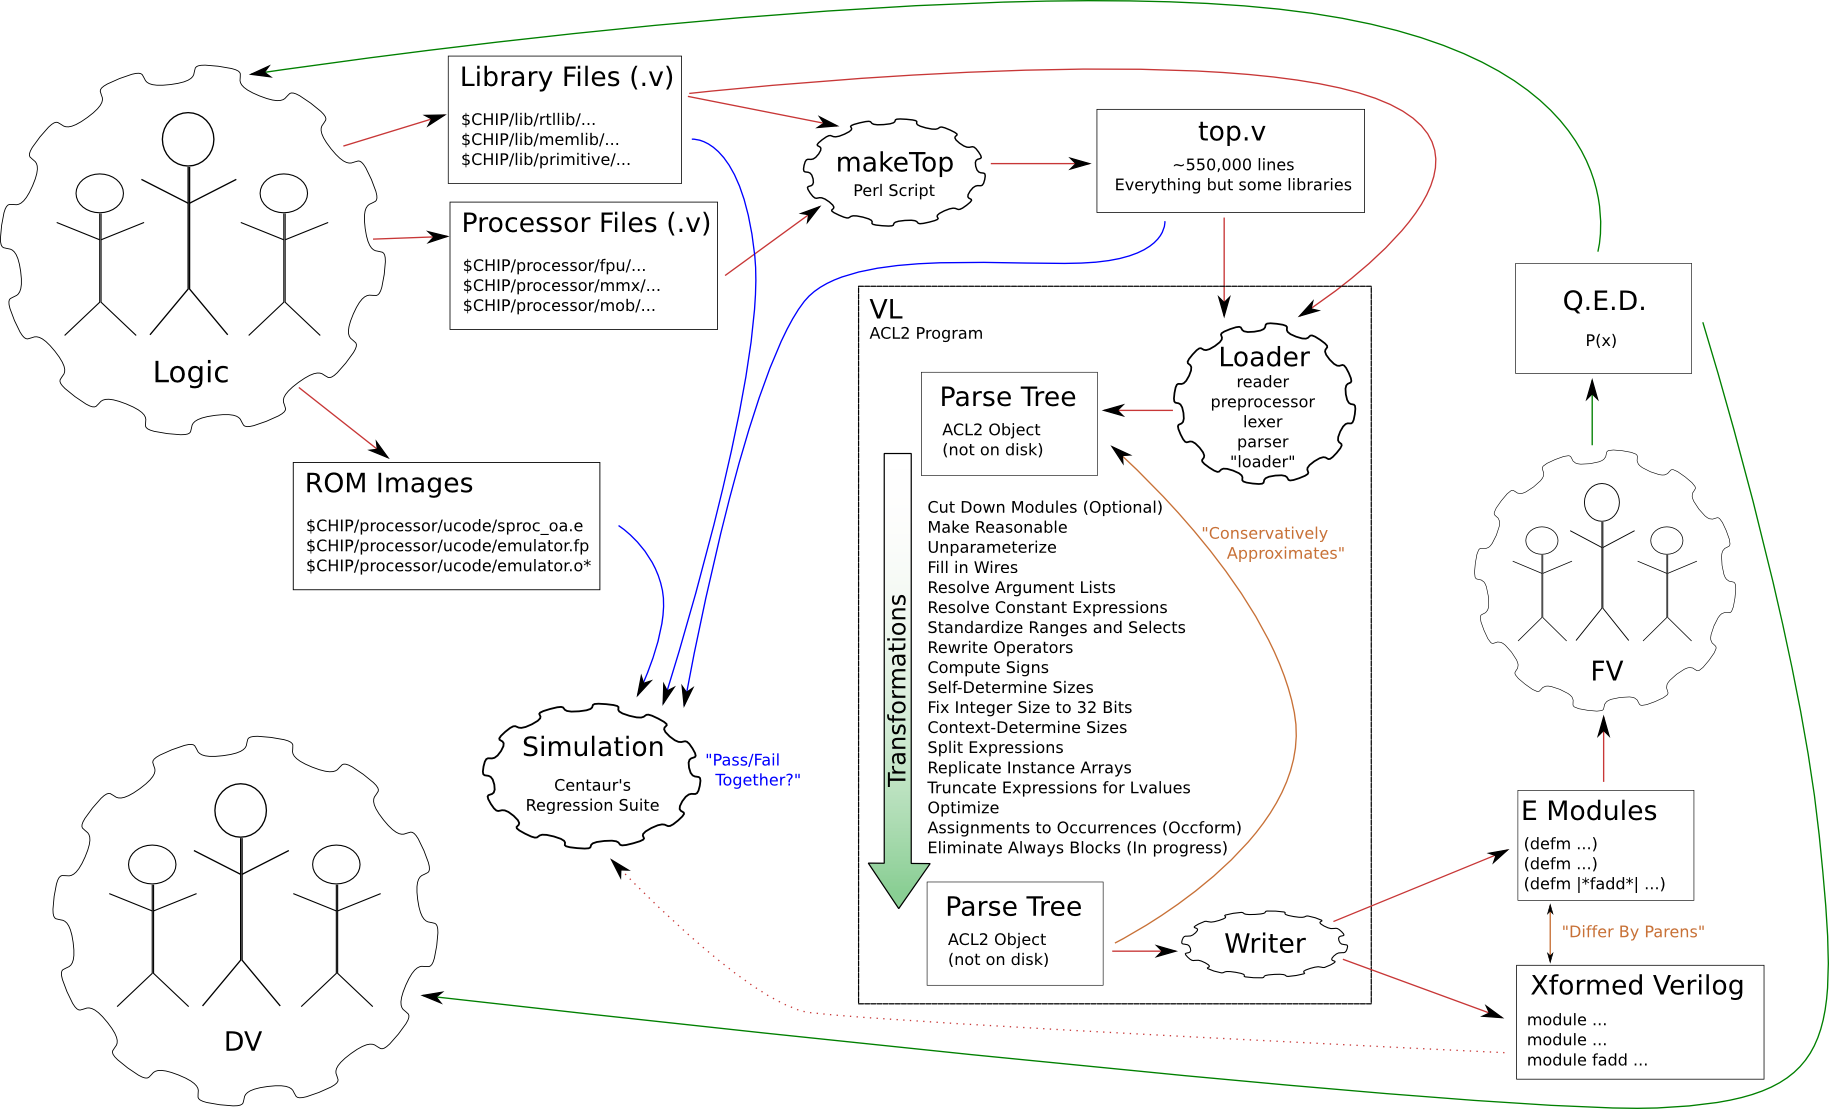 Library Files (.v)
$CHIP/lib/rtllib/...
$CHIP/lib/memlib/...
$CHIP/lib/primitive/...
Processor Files (.v)
$CHIP/processor/fpu/...
$CHIP/processor/mmx/...
$CHIP/processor/mob/...
Logic
ROM Images
$CHIP/processor/ucode/sproc_oa.e
$CHIP/processor/ucode/emulator.fp
$CHIP/processor/ucode/emulator.o*
makeTop
Perl Script
top.v
~550,000 lines
Everything but some libraries
VL
ACL2 Program
Loader
reader
preprocessor
lexer
parser
"loader"
Parse Tree
ACL2 Object
(not on disk)
Transformations
Cut Down Modules (Optional)
Make Reasonable
Unparameterize
Fill in Wires
Resolve Argument Lists
Resolve Constant Expressions
Standardize Ranges and Selects
Rewrite Operators
Compute Signs
Self-Determine Sizes
Fix Integer Size to 32 Bits
Context-Determine Sizes
Split Expressions
Replicate Instance Arrays
Truncate Expressions for Lvalues
Optimize
Assignments to Occurrences (Occform)
Eliminate Always Blocks (In progress)
"Conservatively
Approximates"
Parse Tree
ACL2 Object
(not on disk)
Writer
Simulation
Centaur's
Regression Suite
"Pass/Fail
Together?"
DV
Q.E.D.
P(x)
FV
E Modules
(defm ...)
(defm ...)
(defm |*fadd*| ...)
"Differ By Parens"
Xformed Verilog
module ...
module ...
module fadd ...